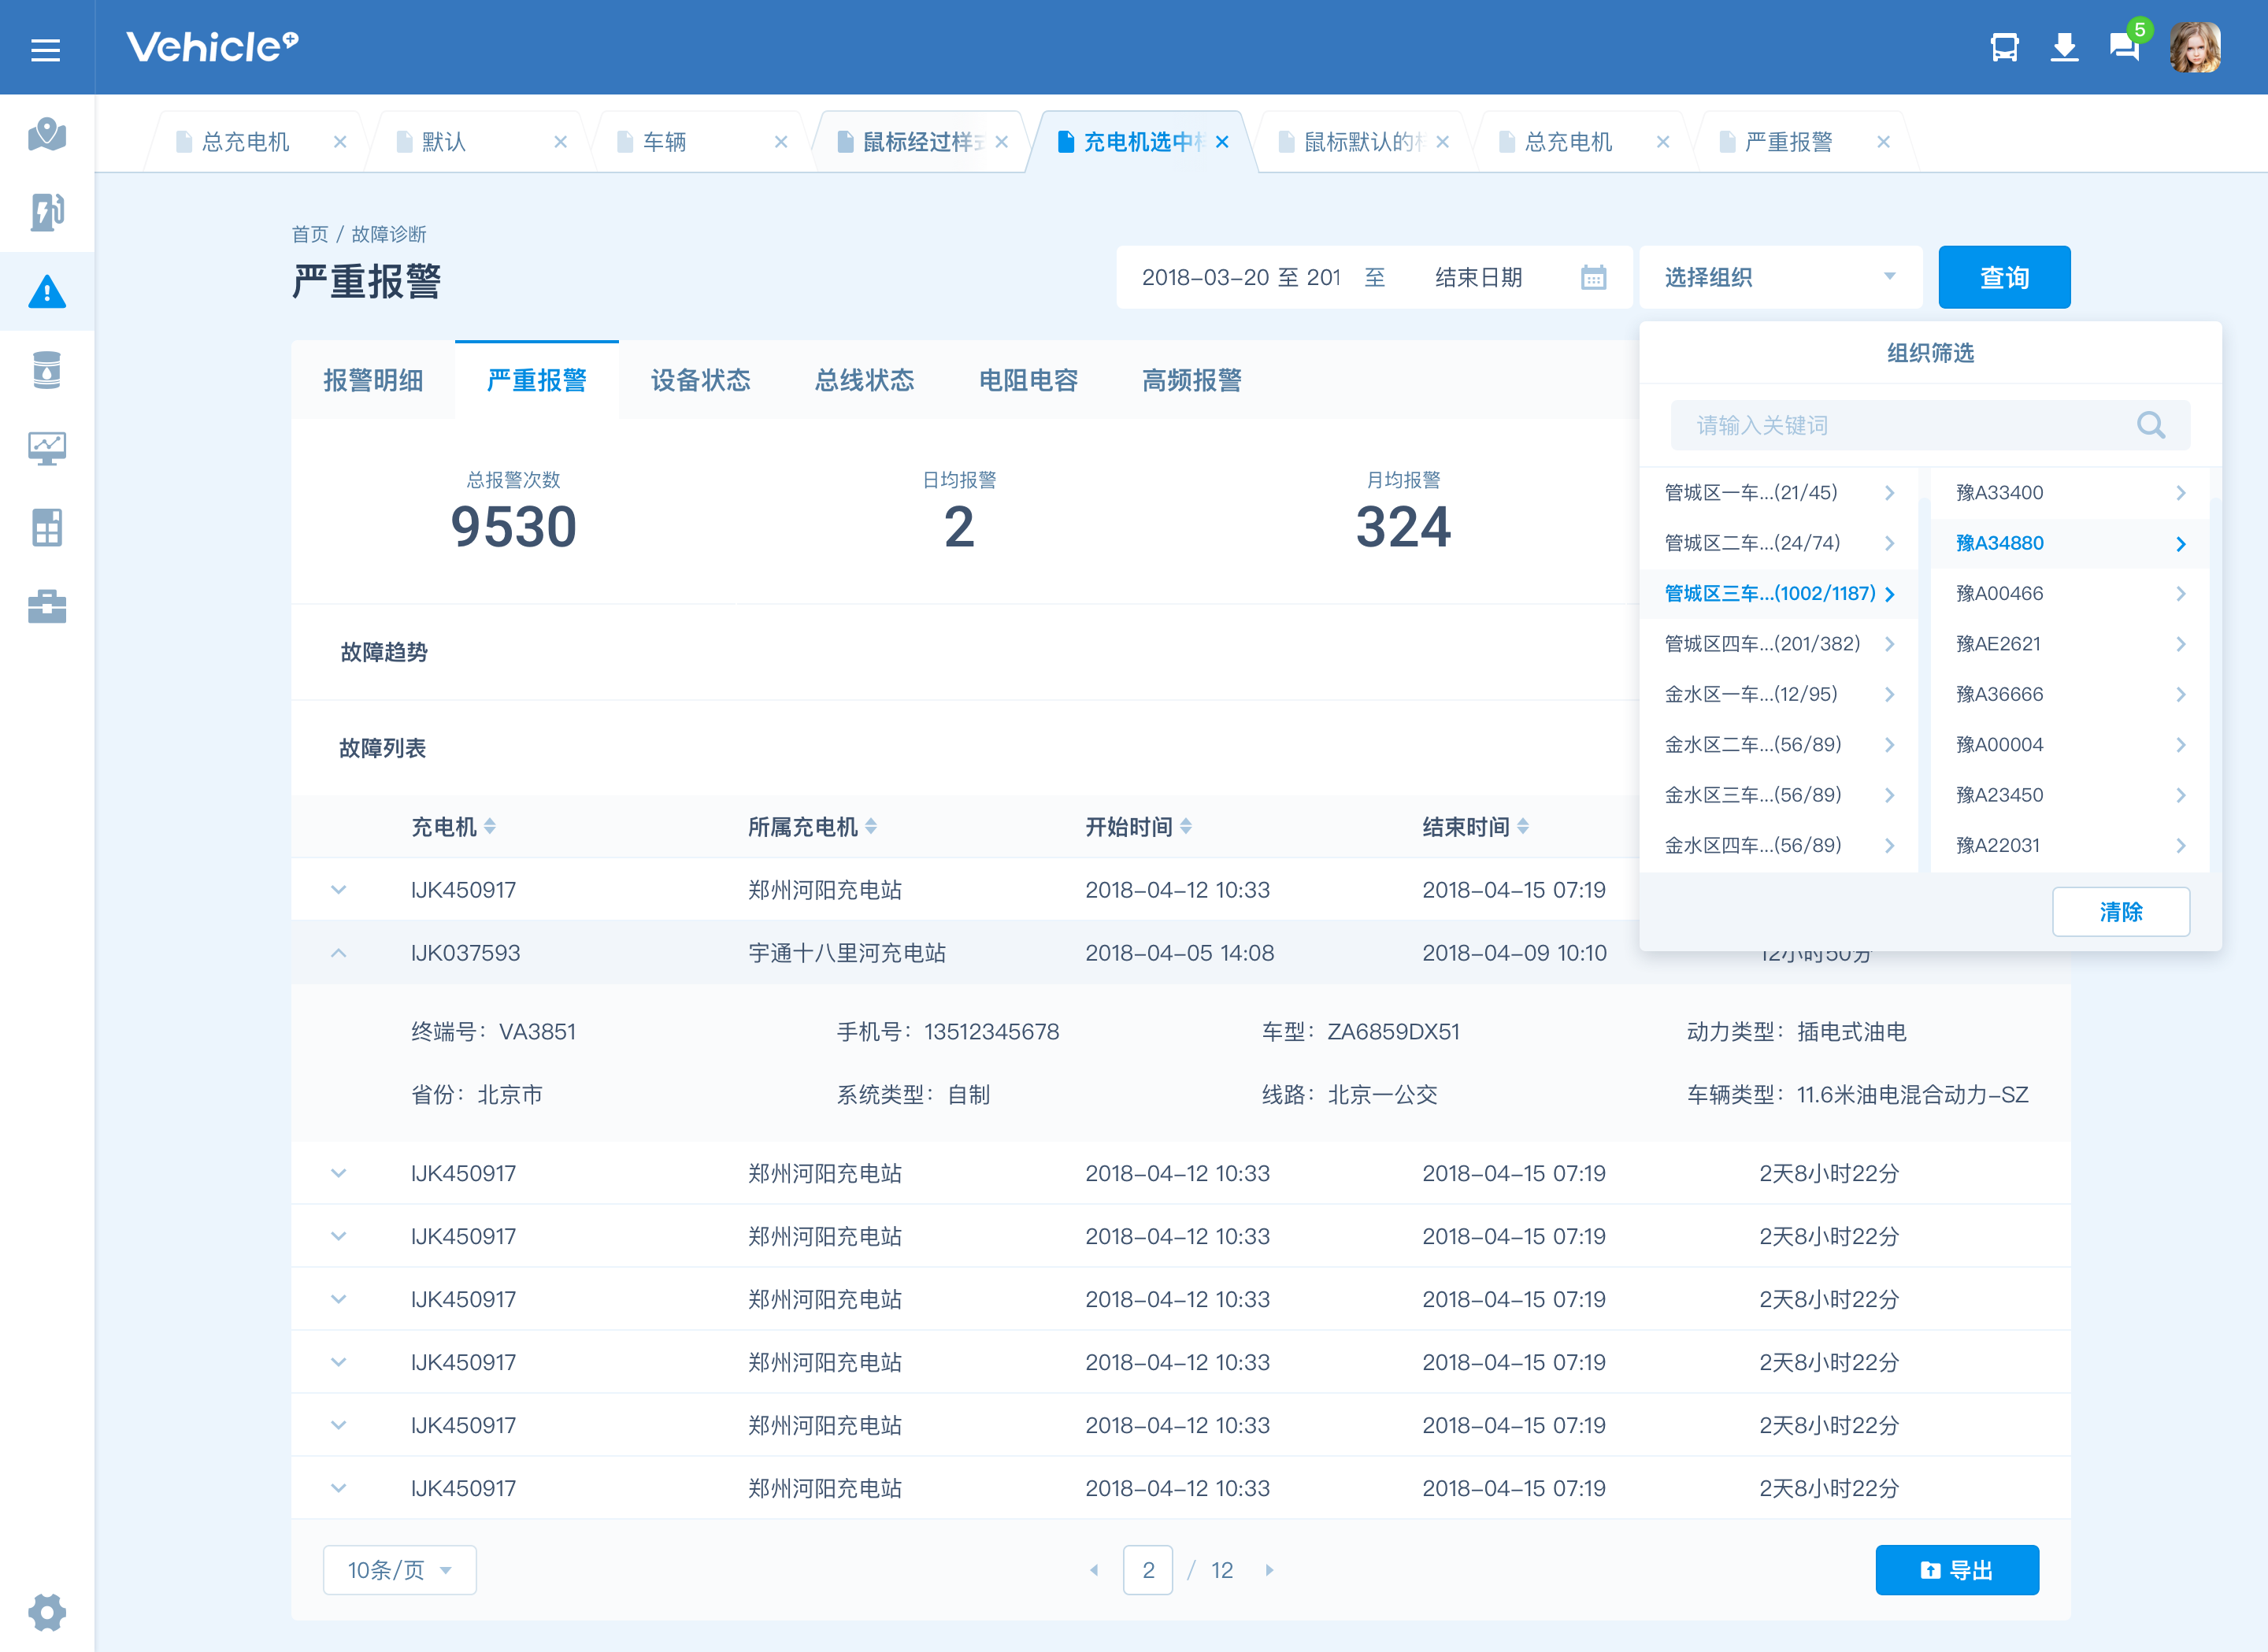 Vehicle+
5
总充电机
默认
车辆
鼠标经过样
充电机选中
鼠标默认的
总充电机
严重报警
首页 / 故障诊断
严重报警
2018-03-20 至 201 至 结束日期
选择组织
查询
组织筛选
请输入关键词
管城区一车...(21/45)
管城区二车...(24/74)
管城区三车...(1002/1187)
管城区四车...(201/382)
金水区一车...(12/95)
金水区二车...(56/89)
金水区三车...(56/89)
金水区四车...(56/89)
豫A33400
豫A34880
豫A00466
豫AE2621
豫A36666
豫A00004
豫A23450
豫A22031
清除
报警明细 严重报警 设备状态 总线状态 电阻电容 高频报警
总报警次数
9530
日均报警
2
月均报警
324
故障趋势
故障列表
充电机 所属充电机 开始时间 结束时间
IJK450917 郑州河阳充电站 2018-04-12 10:33 2018-04-15 07:19
IJK037593 宇通十八里河充电站 2018-04-05 14:08 2018-04-09 10:10 12小时50分
终端号：VA3851 手机号：13512345678 车型：ZA6859DX51 动力类型：插电式油电
省份：北京市 系统类型：自制 线路：北京一公交 车辆类型：11.6米油电混合动力-SZ
IJK450917 郑州河阳充电站 2018-04-12 10:33 2018-04-15 07:19 2天8小时22分
IJK450917 郑州河阳充电站 2018-04-12 10:33 2018-04-15 07:19 2天8小时22分
IJK450917 郑州河阳充电站 2018-04-12 10:33 2018-04-15 07:19 2天8小时22分
IJK450917 郑州河阳充电站 2018-04-12 10:33 2018-04-15 07:19 2天8小时22分
IJK450917 郑州河阳充电站 2018-04-12 10:33 2018-04-15 07:19 2天8小时22分
IJK450917 郑州河阳充电站 2018-04-12 10:33 2018-04-15 07:19 2天8小时22分
10条/页
2 / 12
导出